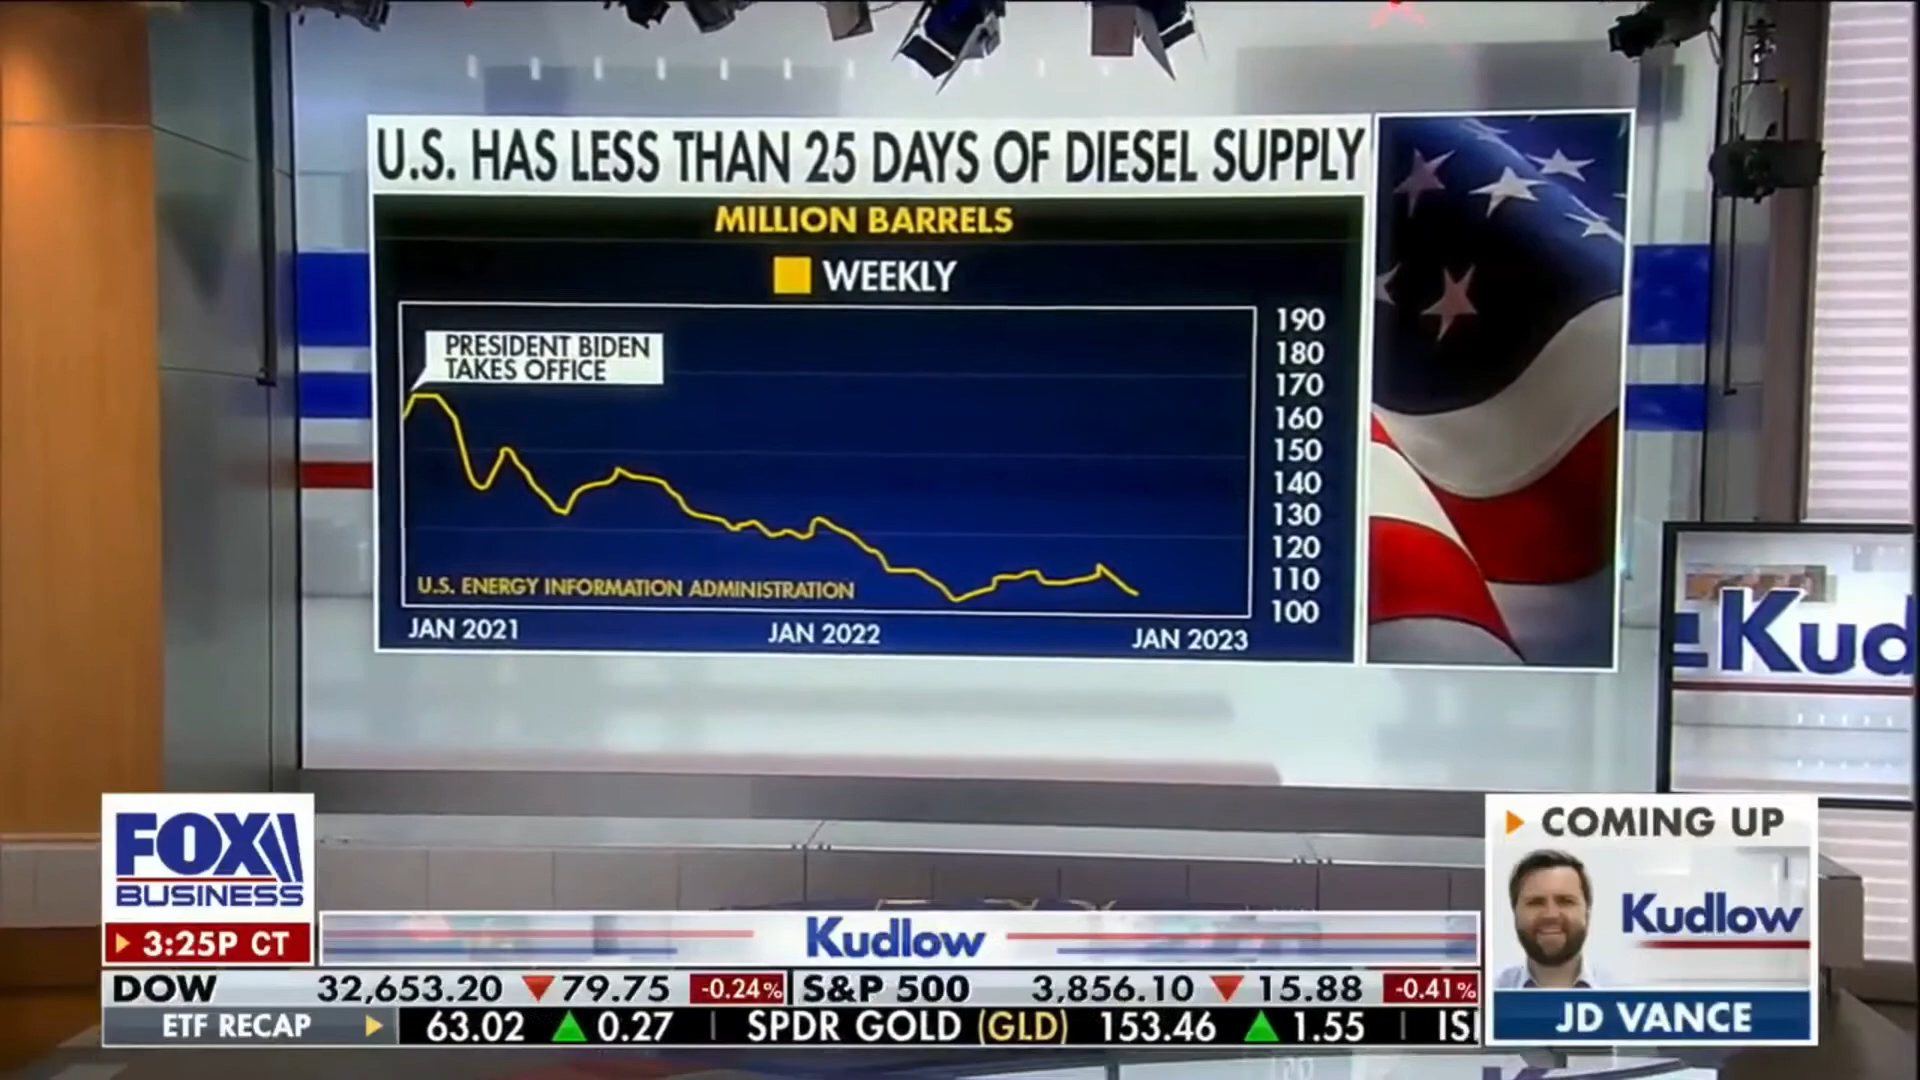 U.S. HAS LESS THAN 25 DAYS OF DIESEL SUPPLY
MILLION BARRELS
WEEKLY
PRESIDENT BIDEN
TAKES OFFICE
190
180
170
160
150
140
130
120
110
100
U.S. ENERGY INFORMATION ADMINISTRATION
JAN 2021 JAN 2022 JAN 2023
Kud
FOX
BUSINESS
3:25P CT
Kudlow
COMING UP
Kudlow
JD VANCE
DOW 32,653.20 ▼79.75 -0.24% S&P 500 3,856.10 ▼ 15.88 -0.41%
ETF RECAP 63.02 ▲ 0.27 | SPDR GOLD (GLD) 153.46 ▲ 1.55 | IS